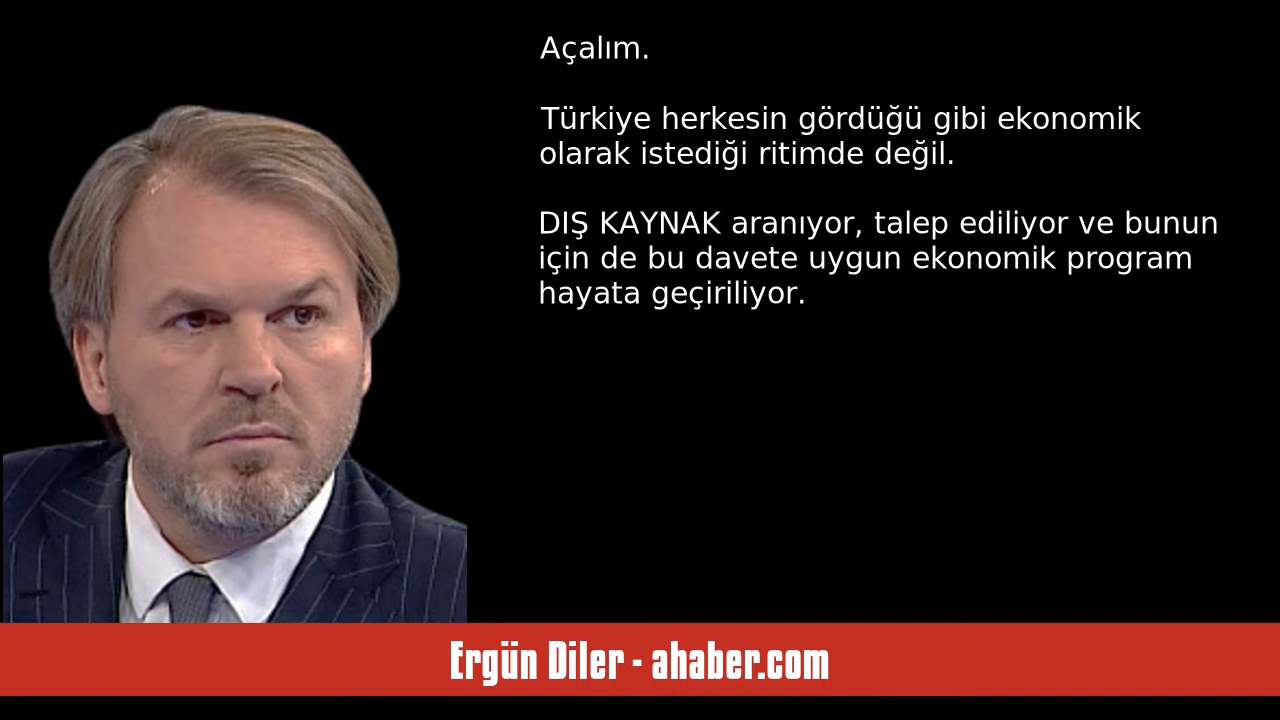 Açalım.
Türkiye herkesin gördüğü gibi ekonomik
olarak istediği ritimde değil.
DIŞ KAYNAK aranıyor, talep ediliyor ve bunun
için de bu davete uygun ekonomik program
hayata geçiriliyor.
Ergün Diler - ahaber.com